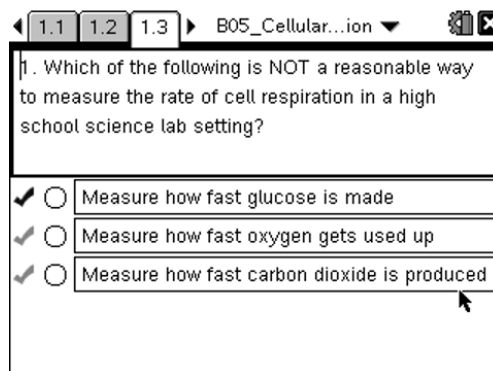 1.1 1.2 1.3 B05_Cellular...ion
1. Which of the following is NOT a reasonable way
to measure the rate of cell respiration in a high
school science lab setting?
Measure how fast glucose is made
Measure how fast oxygen gets used up
Measure how fast carbon dioxide is produced